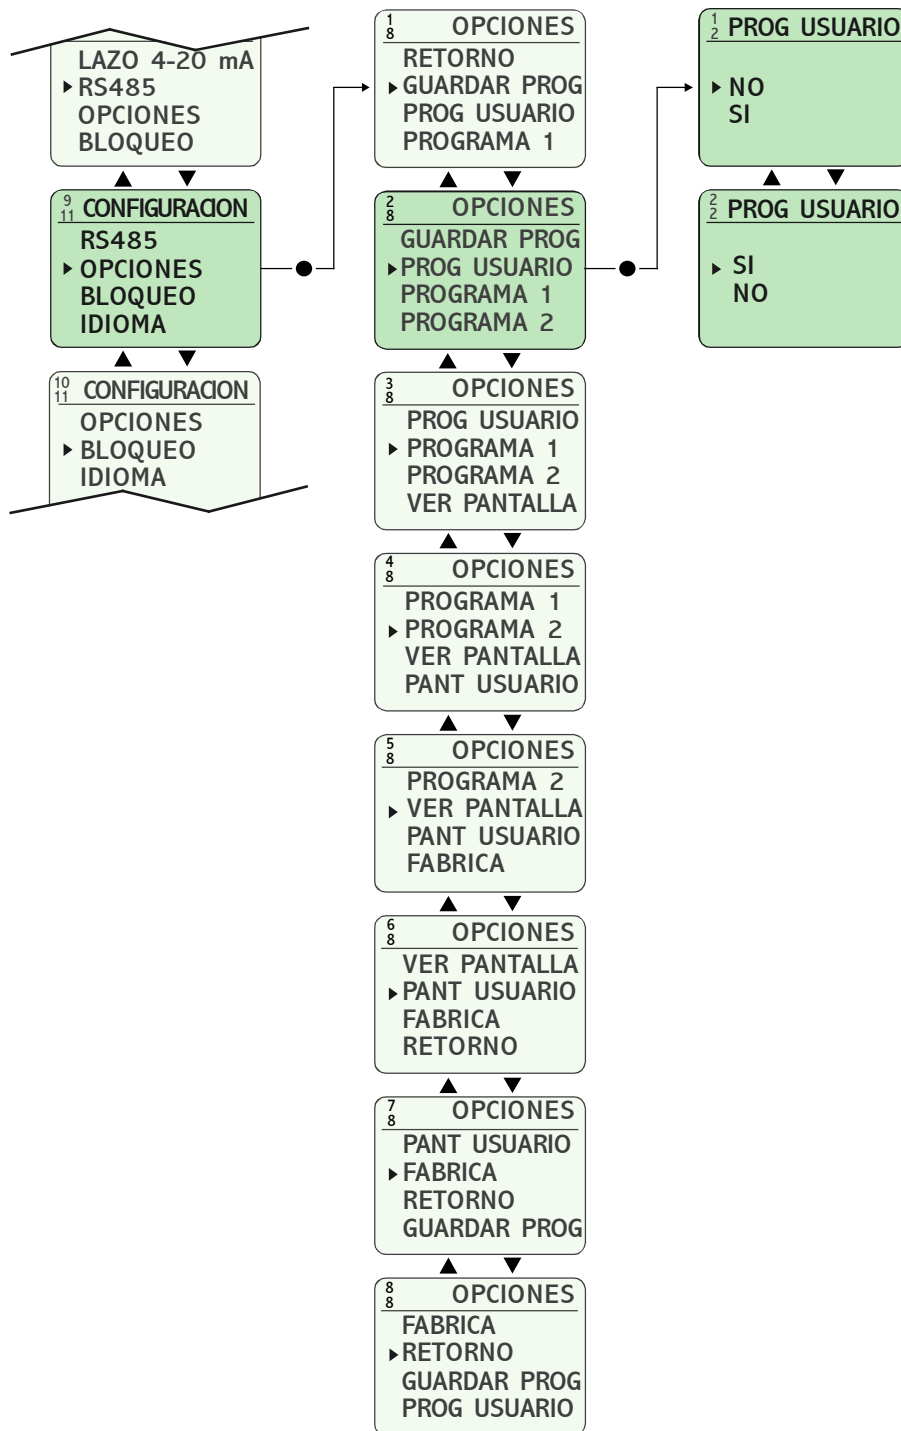 LAZO 4-20 mA
RS485
OPCIONES
BLOQUEO
9
11 CONFIGURACION
RS485
OPCIONES
BLOQUEO
IDIOMA
10
11 CONFIGURACION
OPCIONES
BLOQUEO
IDIOMA
1
8 OPCIONES
RETORNO
GUARDAR PROG
PROG USUARIO
PROGRAMA 1
2
8 OPCIONES
GUARDAR PROG
PROG USUARIO
PROGRAMA 1
PROGRAMA 2
3
8 OPCIONES
PROG USUARIO
PROGRAMA 1
PROGRAMA 2
VER PANTALLA
4
8 OPCIONES
PROGRAMA 1
PROGRAMA 2
VER PANTALLA
PANT USUARIO
5
8 OPCIONES
PROGRAMA 2
VER PANTALLA
PANT USUARIO
FABRICA
6
8 OPCIONES
VER PANTALLA
PANT USUARIO
FABRICA
RETORNO
7
8 OPCIONES
PANT USUARIO
FABRICA
RETORNO
GUARDAR PROG
8
8 OPCIONES
FABRICA
RETORNO
GUARDAR PROG
PROG USUARIO
1
2 PROG USUARIO
NO
SI
2
2 PROG USUARIO
SI
NO